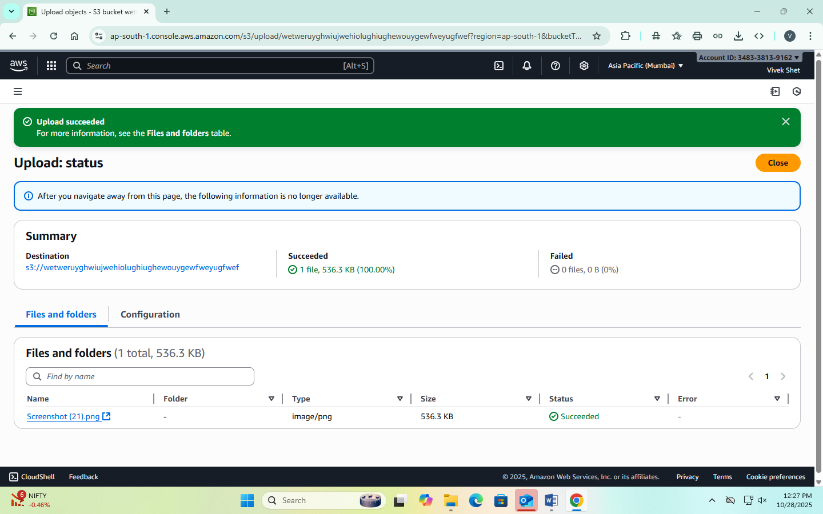 Upload objects - S3 bucket wet
ap-south-1.console.aws.amazon.com/s3/upload/wetweruyghwiujwehiolughiughewouygewfweyugfwef?region=ap-south-1&bucketT...
V
aws
Search
[Alt+S]
Asia Pacific (Mumbai)
Account ID: 3483-3813-9162
Vivek Shet
Upload succeeded
For more information, see the Files and folders table.
Upload: status
Close
After you navigate away from this page, the following information is no longer available.
Summary
Destination
s3://wetweruyghwiujwehiolughiughewouygewfweyugfwef
Succeeded
1 file, 536.3 KB (100.00%)
Failed
0 files, 0 B (0%)
Files and folders
Configuration
Files and folders (1 total, 536.3 KB)
Find by name
1
Name Folder Type Size Status Error
Screenshot (21).png - image/png 536.3 KB Succeeded -
CloudShell Feedback © 2025, Amazon Web Services, Inc. or its affiliates. Privacy Terms Cookie preferences
6
NIFTY
-0.46%
Search
12:27 PM
10/28/2025